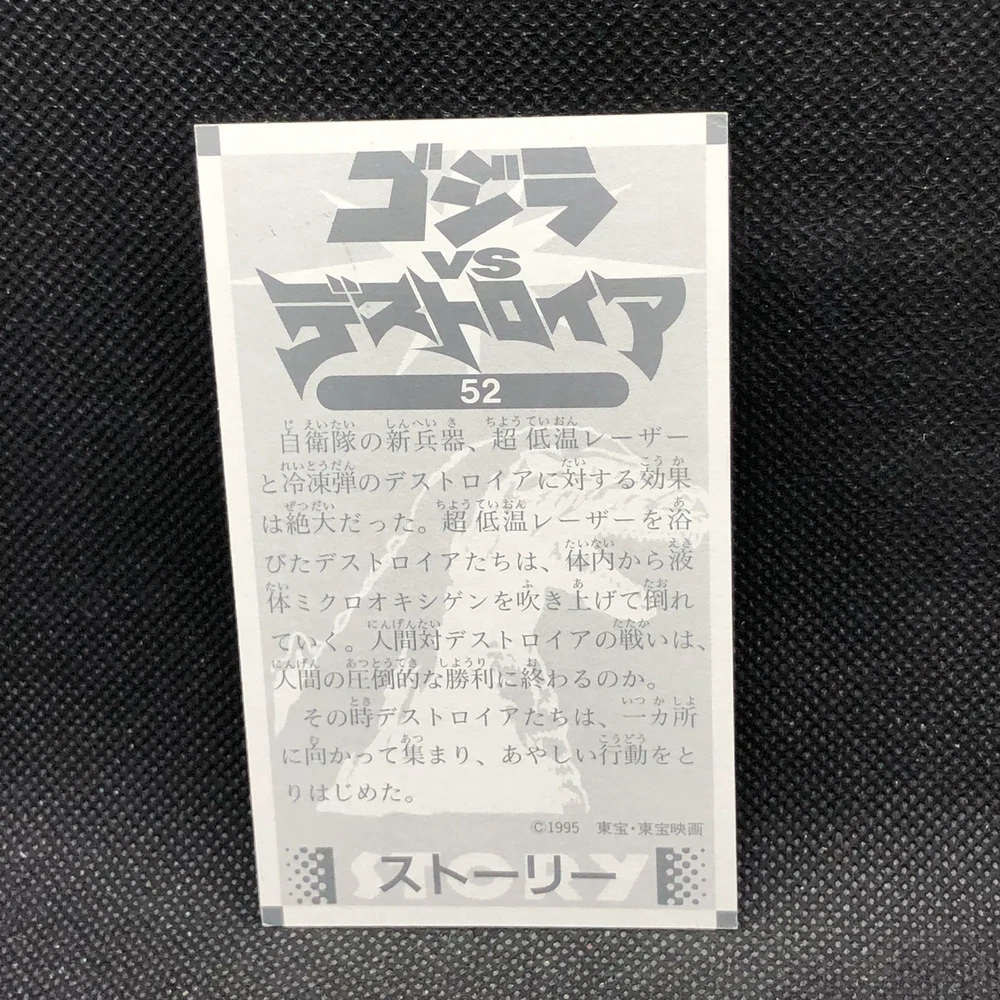 ゴジラ
VS
デストロイア
52
自衛隊の新兵器、超低温レーザー
と冷凍弾のデストロイアに対する効果
は絶大だった。超低温レーザーを浴
びたデストロイアたちは、体内から液
体ミクロオキシゲンを吹き上げて倒れ
ていく。人間対デストロイアの戦いは、
人間の圧倒的な勝利に終わるのか。
その時デストロイアたちは、一カ所
に向かって集まり、あやしい行動をと
りはじめた。
©1995 東宝・東宝映画
STORY
ストーリー